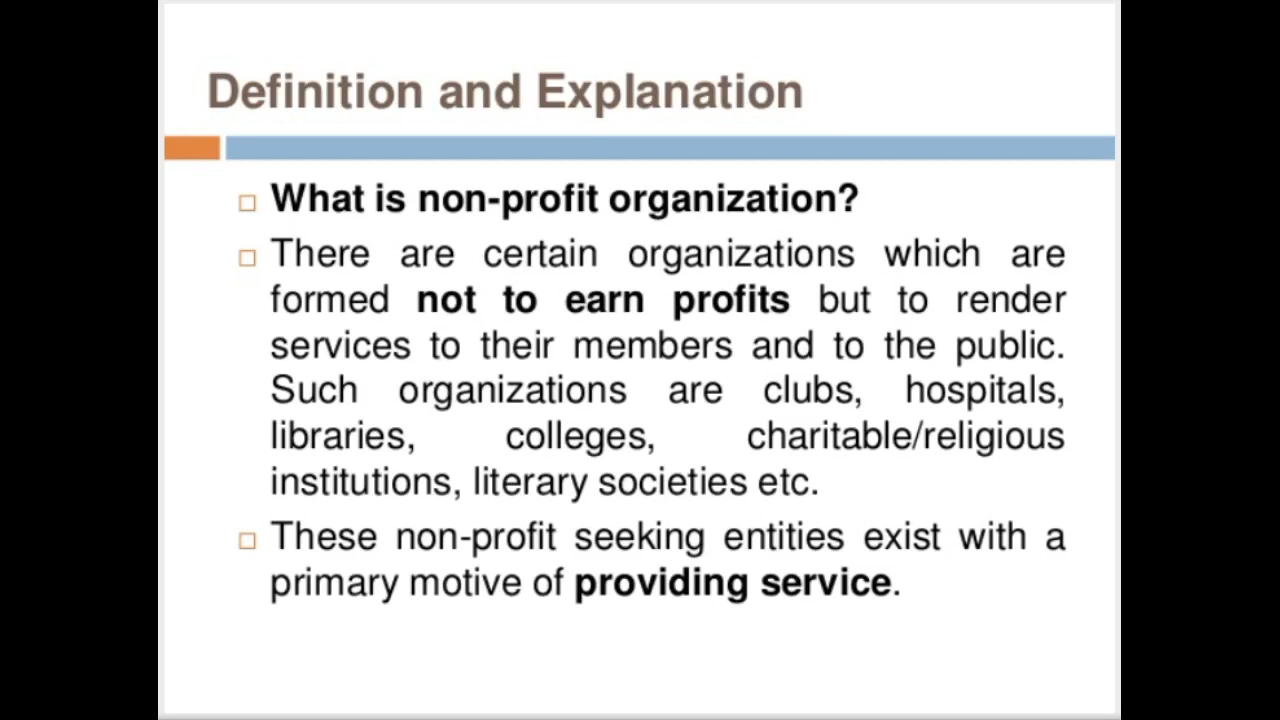 Definition and Explanation
What is non-profit organization?
There are certain organizations which are
formed not to earn profits but to render
services to their members and to the public.
Such organizations are clubs, hospitals,
libraries, colleges, charitable/religious
institutions, literary societies etc.
These non-profit seeking entities exist with a
primary motive of providing service.